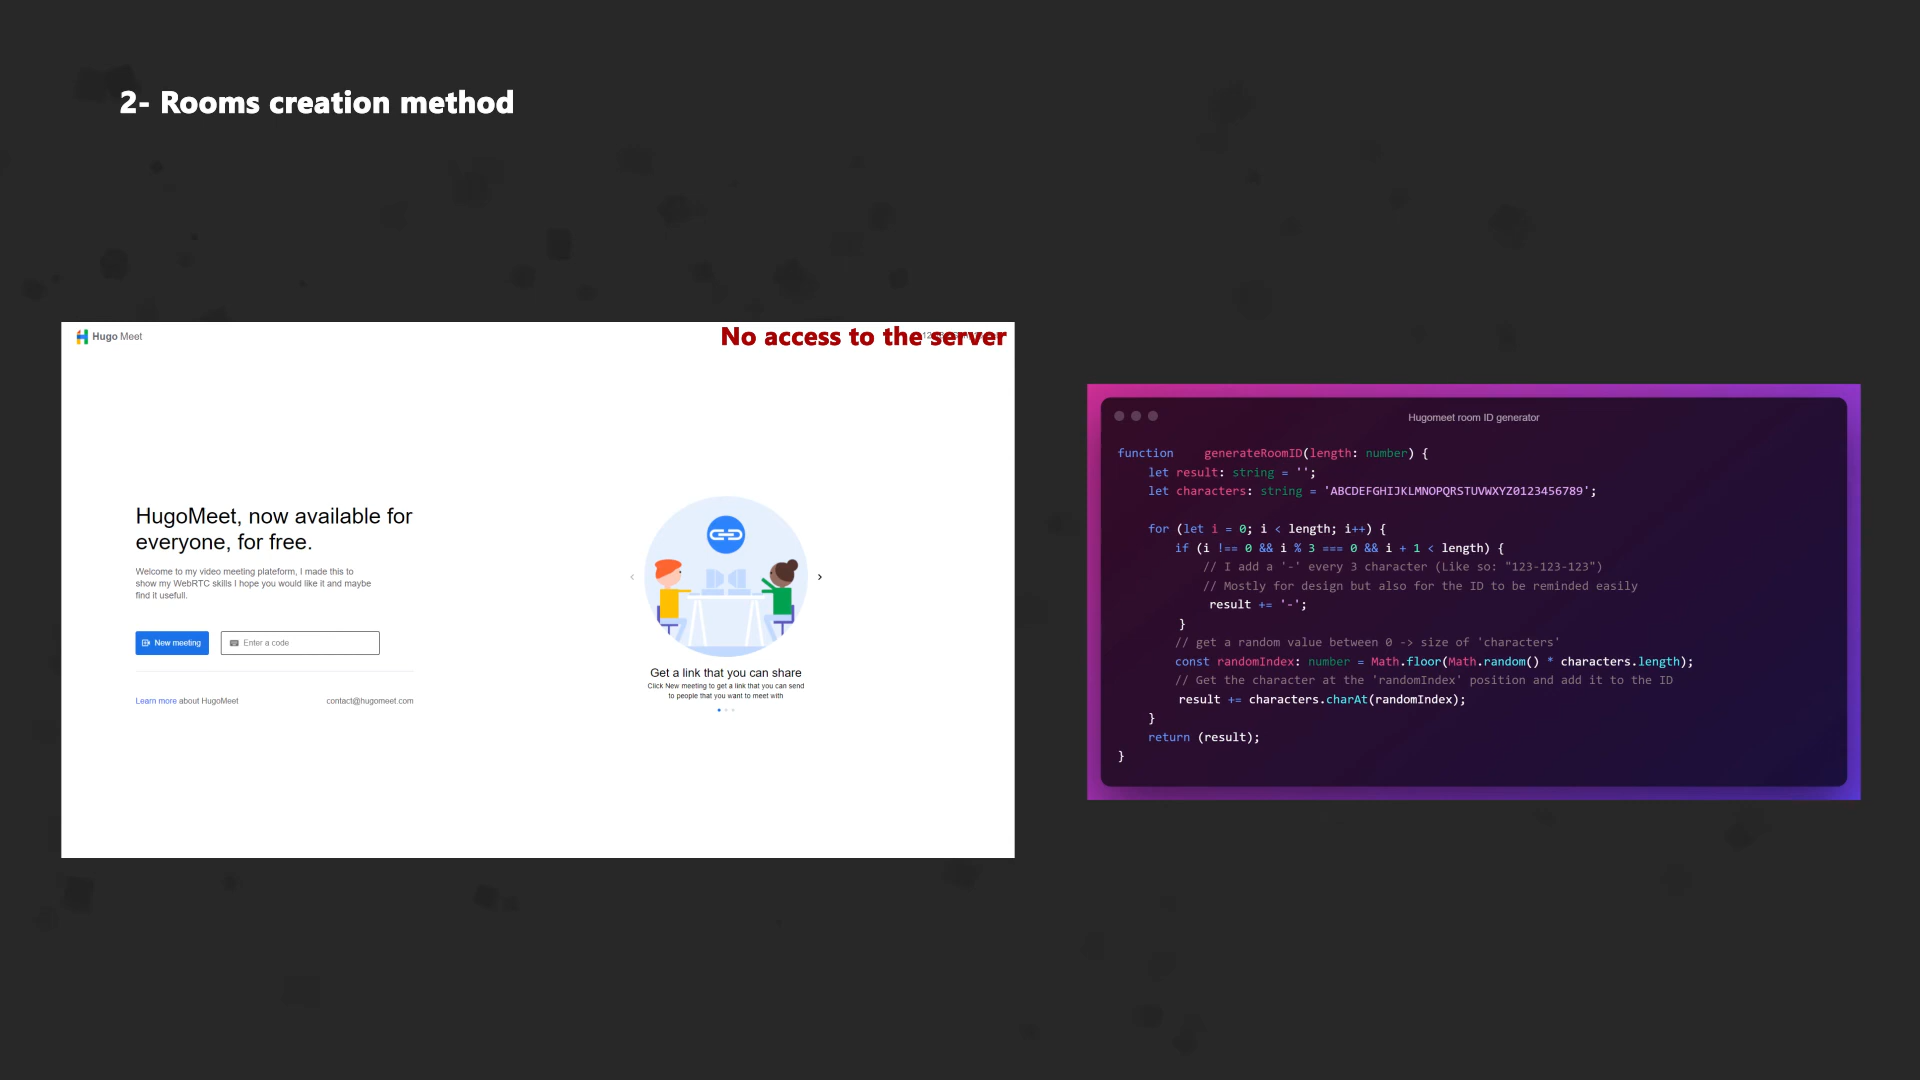 2- Rooms creation method
Hugo Meet
No access to the server
HugoMeet, now available for
everyone, for free.
Welcome to my video meeting plateform, I made this to
show my WebRTC skills I hope you would like it and maybe
find it usefull.
New meeting
Enter a code
Learn more about HugoMeet
contact@hugomeet.com
Get a link that you can share
Click New meeting to get a link that you can send
to people that you want to meet with
Hugomeet room ID generator
function    generateRoomID(length: number) {
let result: string = '';
let characters: string = 'ABCDEFGHIJKLMNOPQRSTUVWXYZ0123456789';
for (let i = 0; i < length; i++) {
if (i !== 0 && i % 3 === 0 && i + 1 < length) {
// I add a '-' every 3 character (Like so: "123-123-123")
// Mostly for design but also for the ID to be reminded easily
result += '-';
}
// get a random value between 0 -> size of 'characters'
const randomIndex: number = Math.floor(Math.random() * characters.length);
// Get the character at the 'randomIndex' position and add it to the ID
result += characters.charAt(randomIndex);
}
return (result);
}